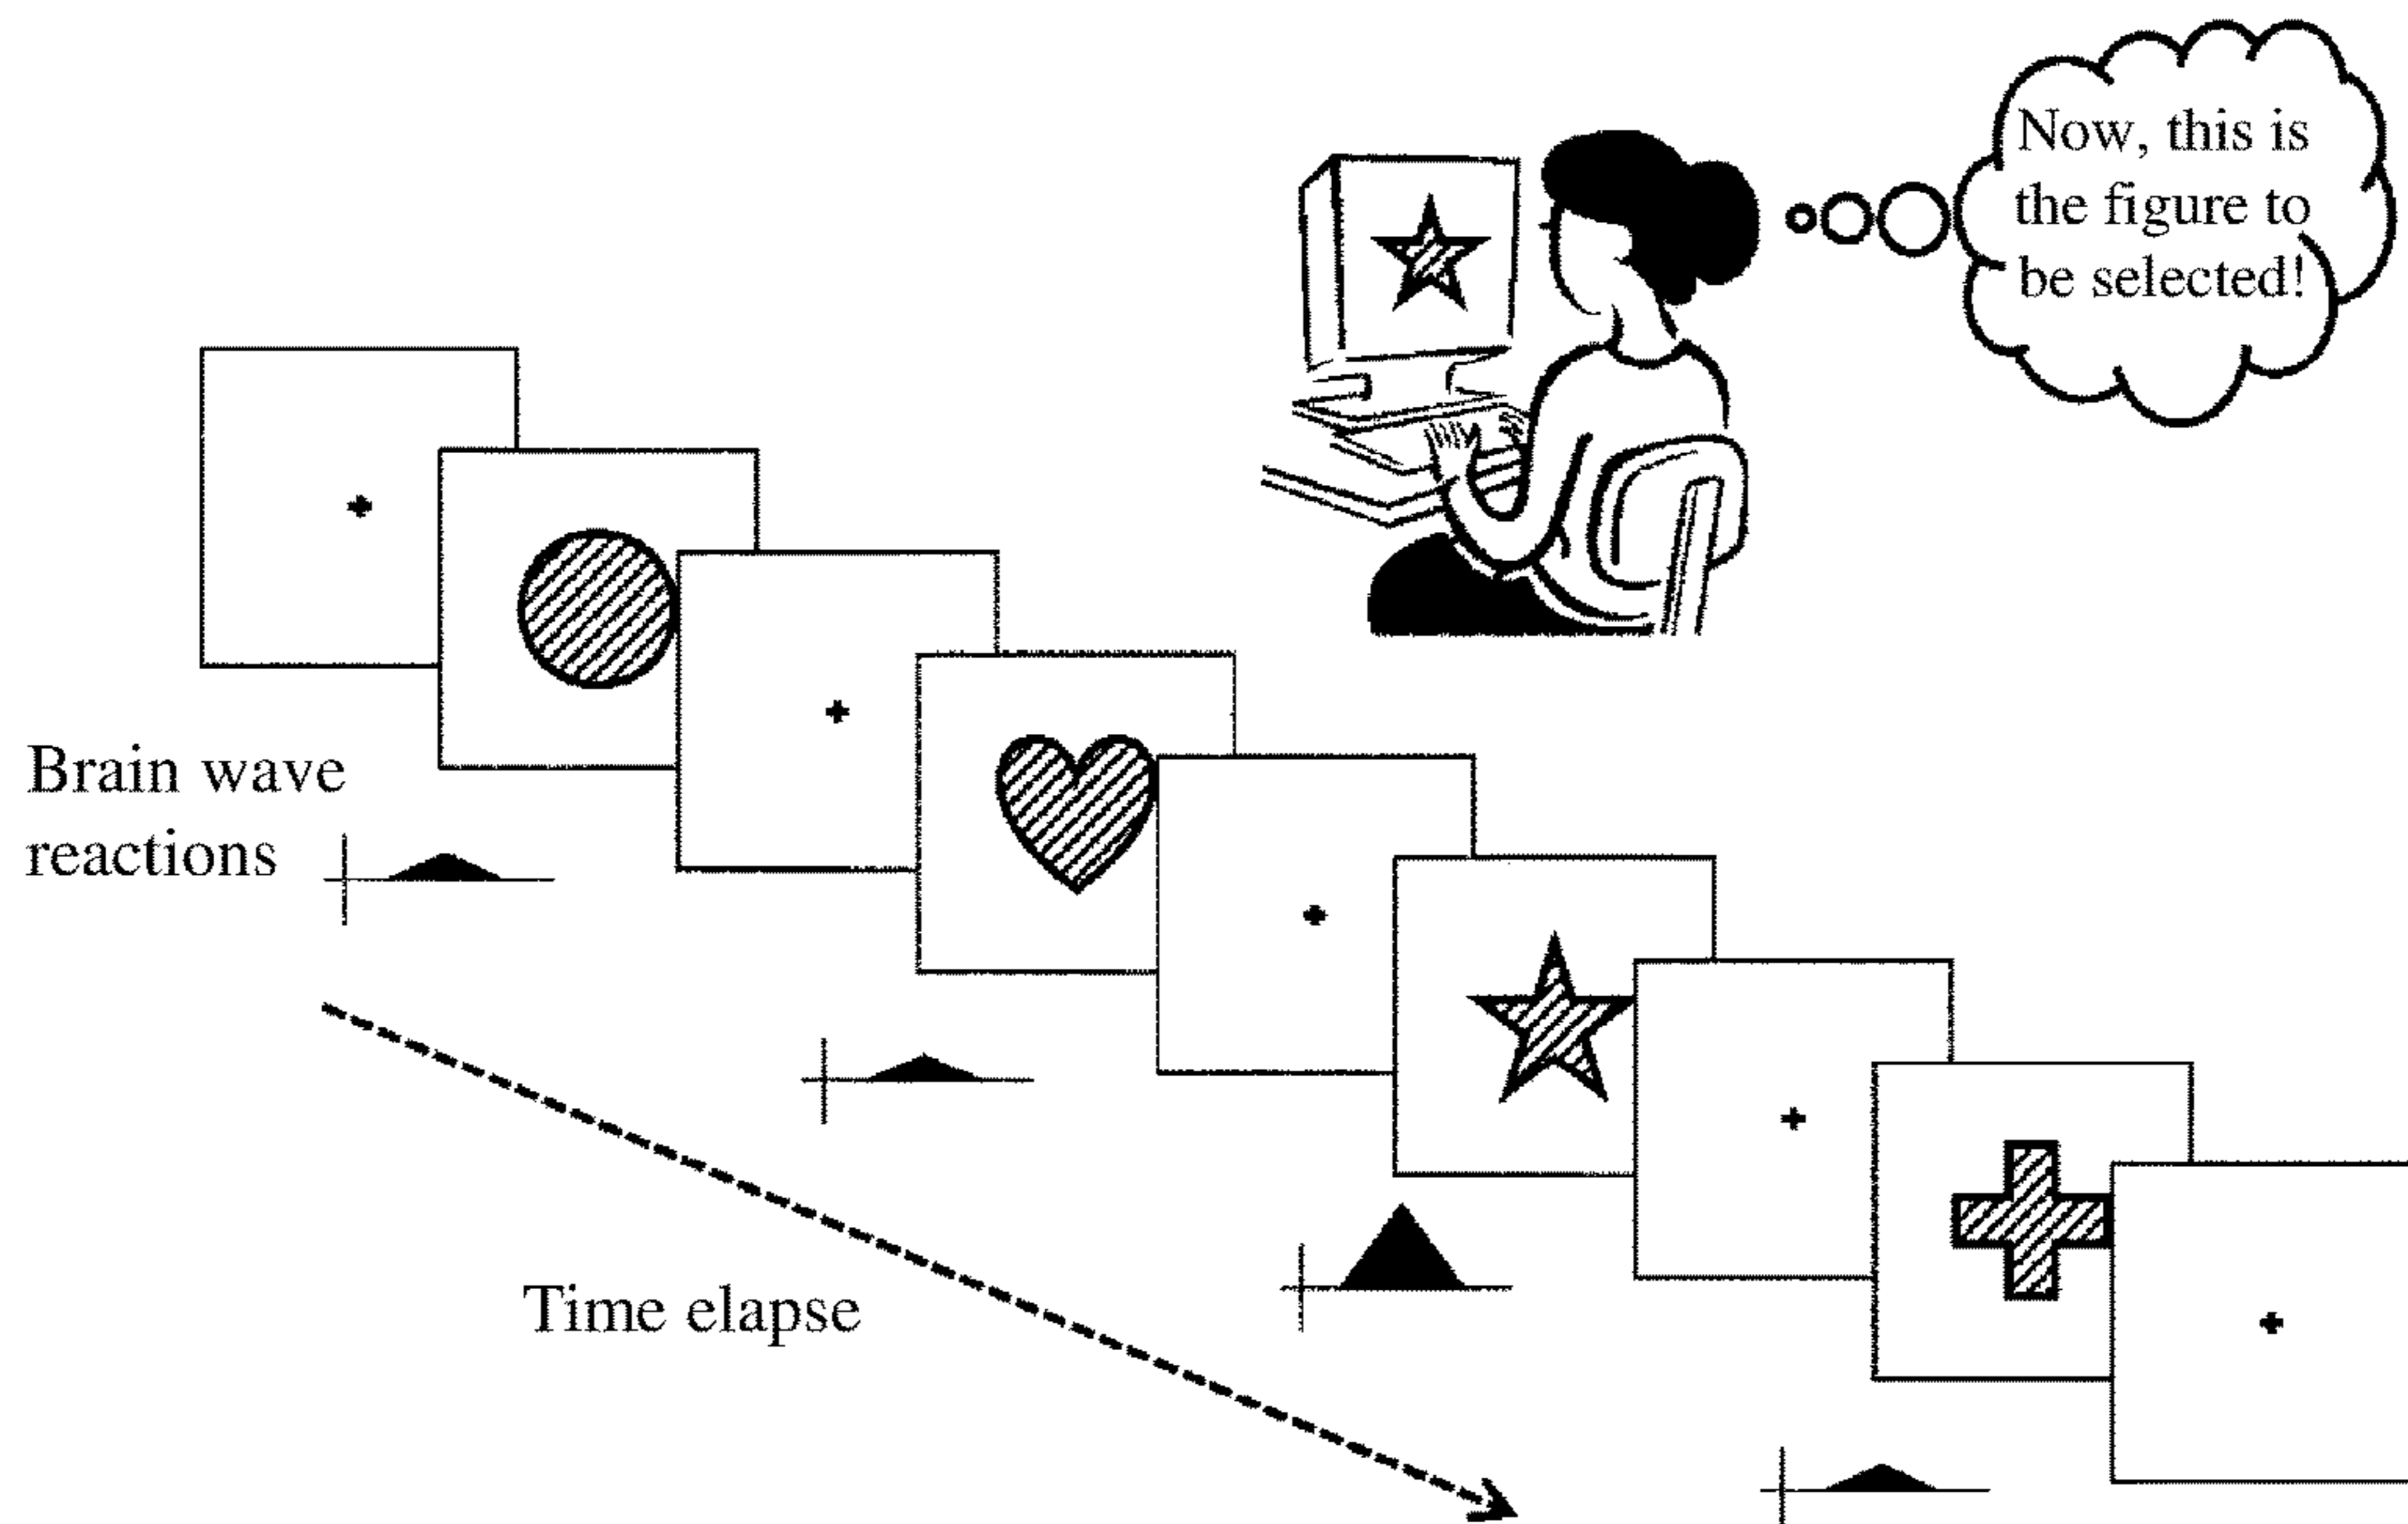 Now, this is
the figure to
be selected!
Brain wave
reactions
Time elapse